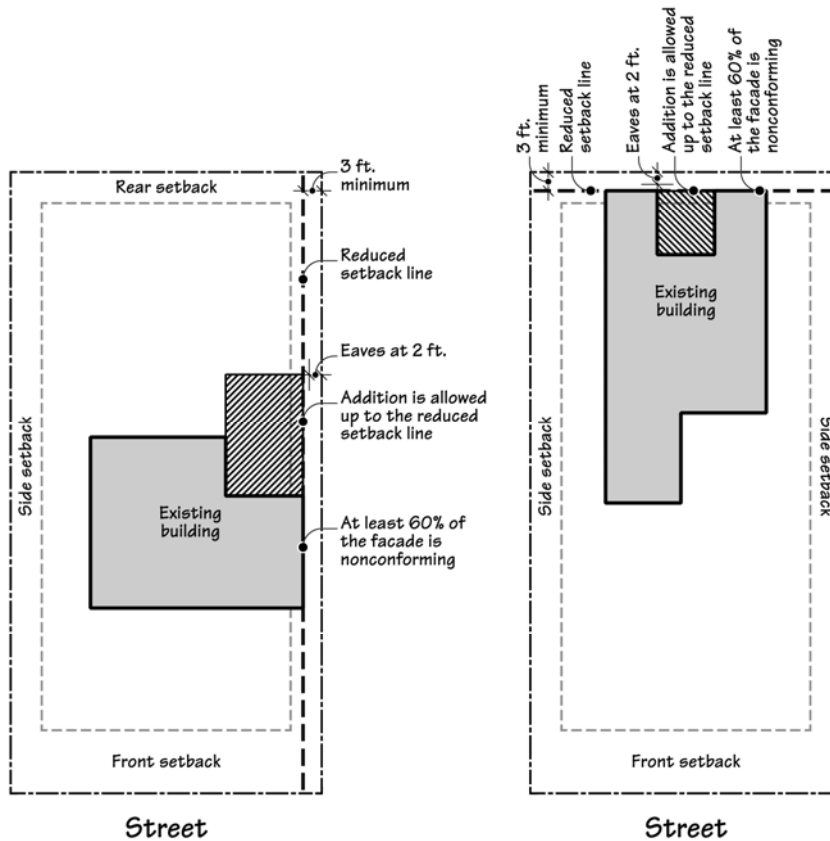 Rear setback
3 ft.
minimum
Reduced
setback line
Eaves at 2 ft.
Addition is allowed
up to the reduced
setback line
Side setback
Existing
building
At least 60% of
the facade is
nonconforming
Front setback
Street
3 ft.
minimum
Reduced
setback line
Eaves at 2 ft.
Addition is allowed
up to the reduced
setback line
At least 60% of
the facade is
nonconforming
Existing
building
Side setback
Side setback
Front setback
Street